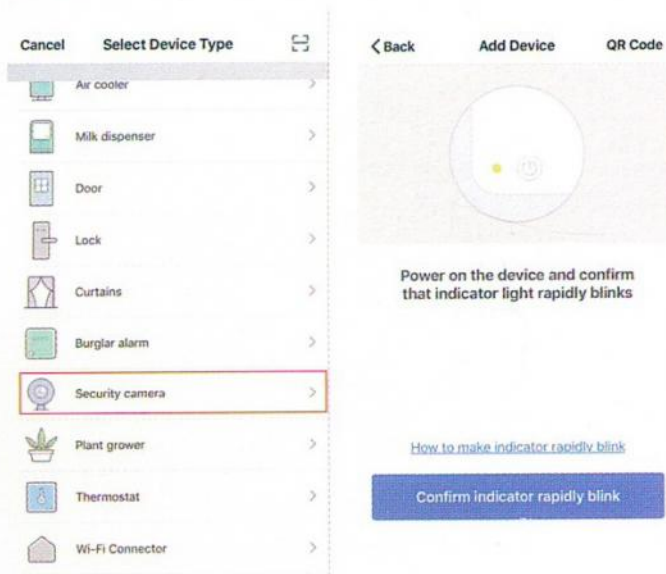 Cancel
Select Device Type
Air cooler
Milk dispenser
Door
Lock
Curtains
Burglar alarm
Security camera
Plant grower
Thermostat
Wi-Fi Connector
Back
Add Device
QR Code
Power on the device and confirm
that indicator light rapidly blinks
How to make indicator rapidly blink
Confirm indicator rapidly blink